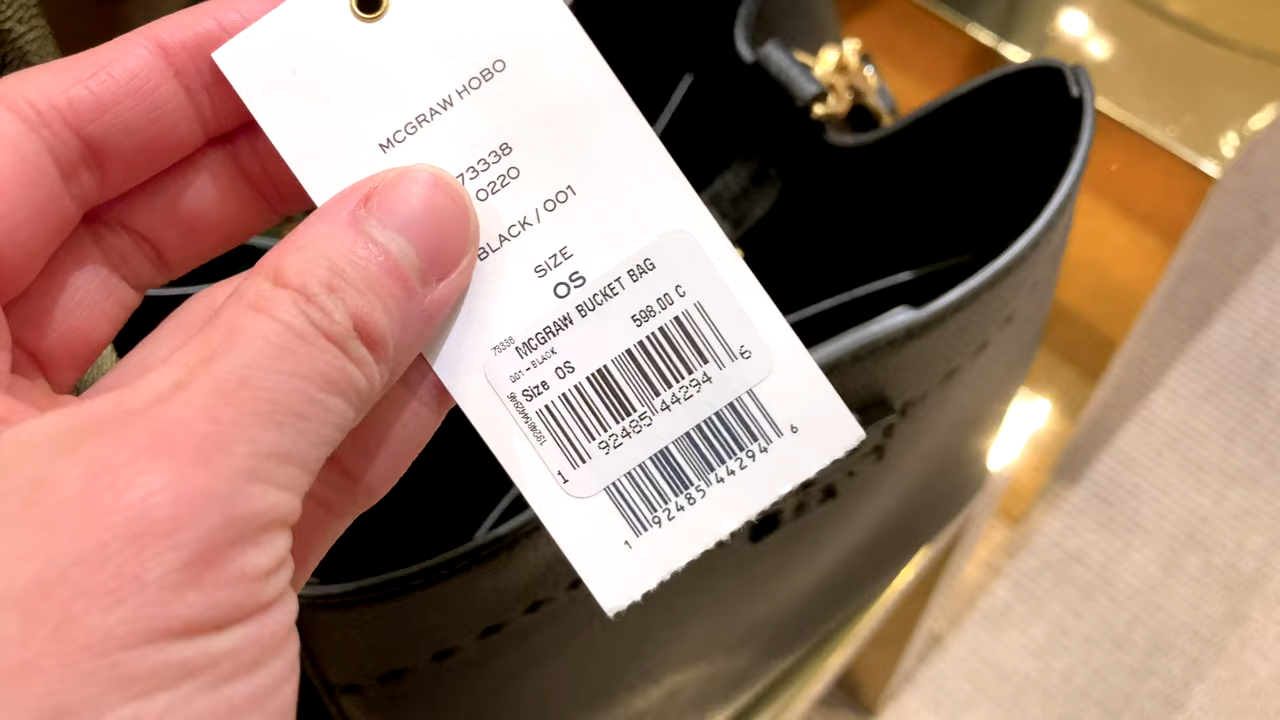 MCGRAW HOBO
73338
0220
BLACK / 001
SIZE
OS
73338 MCGRAW BUCKET BAG
001-BLACK 598.00 C
Size OS
192485442946
1 92485 44294 6
1 92485 44294 6